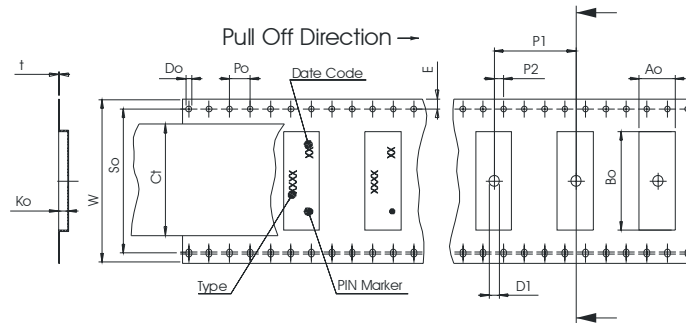 Pull Off Direction
P1
t
Do
Po
Date Code
E
P2
Ao
XX
XX
XXXX
XXXX
Ko
W
So
Ct
Bo
Type
PIN Marker
D1